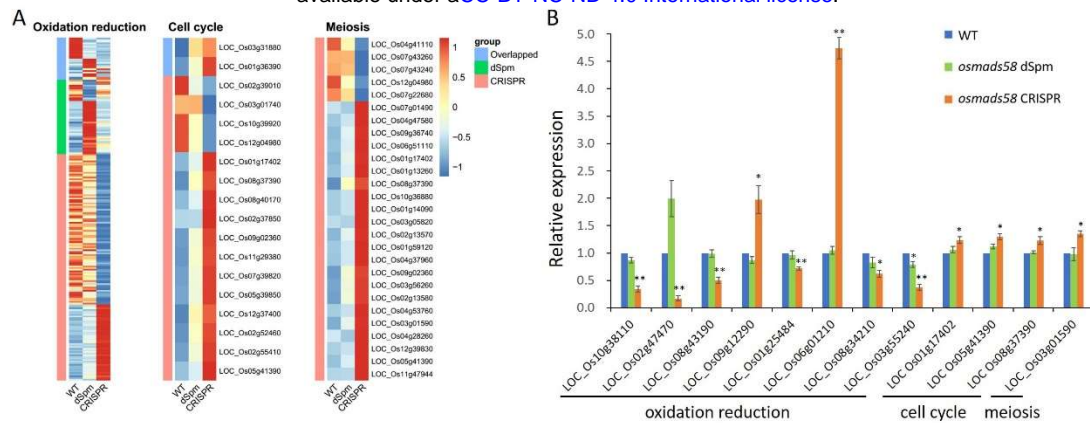 available under aCC-BY-NC-ND 4.0 International license.
A
Oxidation reduction
WT
dSpm
CRISPR
Cell cycle
LOC_Os03g31880
LOC_Os01g36390
LOC_Os02g39010
LOC_Os03g01740
LOC_Os10g39920
LOC_Os12g04980
LOC_Os01g17402
LOC_Os08g37390
LOC_Os08g40170
LOC_Os02g37850
LOC_Os09g02360
LOC_Os11g29380
LOC_Os07g39820
LOC_Os05g39850
LOC_Os12g37400
LOC_Os02g52460
LOC_Os02g55410
LOC_Os05g41390
WT
dSpm
CRISPR
Meiosis
LOC_Os04g41110
LOC_Os07g43260
LOC_Os07g43240
LOC_Os12g04980
LOC_Os07g22680
LOC_Os07g01490
LOC_Os04g47580
LOC_Os09g36740
LOC_Os06g51110
LOC_Os01g17402
LOC_Os01g13260
LOC_Os08g37390
LOC_Os10g36880
LOC_Os01g14090
LOC_Os03g05820
LOC_Os02g13570
LOC_Os01g59120
LOC_Os04g37960
LOC_Os09g02360
LOC_Os03g56260
LOC_Os02g13580
LOC_Os04g53760
LOC_Os03g01590
LOC_Os04g28260
LOC_Os12g39830
LOC_Os05g41390
LOC_Os11g47944
WT
dSpm
CRISPR
group
Overlapped
dSpm
CRISPR
1
0.5
0
−0.5
−1
B
Relative expression
5.0
4.5
4.0
3.5
3.0
2.5
2.0
1.5
1.0
0.5
0.0
WT
osmads58 dSpm
osmads58 CRISPR
**
**
**
*
**
**
*
*
**
*
*
*
*
LOC_Os10g38110
LOC_Os02g47470
LOC_Os08g43190
LOC_Os09g12290
LOC_Os01g25484
LOC_Os06g01210
LOC_Os08g34210
LOC_Os03g55240
LOC_Os01g17402
LOC_Os05g41390
LOC_Os08g37390
LOC_Os03g01590
oxidation reduction
cell cycle
meiosis